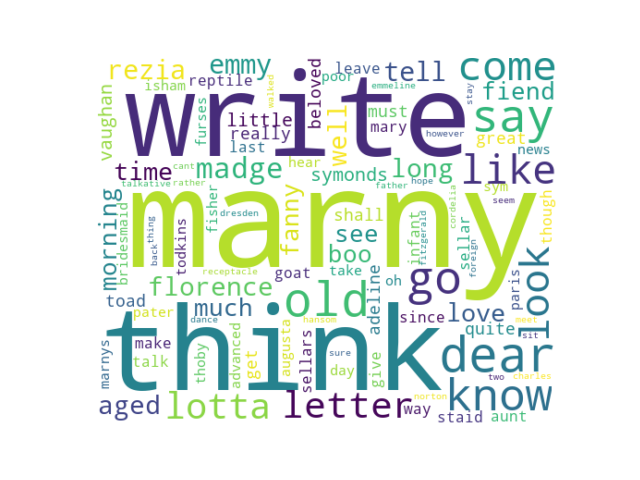 write
marny
think
come
say
like
go
old
dear
know
look
letter
lotta
aged
rezia
emmy
tell
fiend
vaughan
isham
reptile
furses
little
really
last
beloved
poor
leave
emmeline
walked
stay
must
mary
however
great
news
well
time
cant
talkative
rather
madge
hear
symonds
long
sym
though
morning
bridesmaid
thing
back
todkins
fisher
dresden
fanny
shall
father
hope
see
boo
infant
fitzgerald
cordelia
sellar
foreign
seem
florence
receptacle
goat
take
oh
adeline
toad
pater
much
since
love
paris
quite
over
sit
marnys
make
talk
dance
thoby
advanced
get
augusta
hansom
sellars
sure
day
give
two
charles
norton
way
staid
aunt